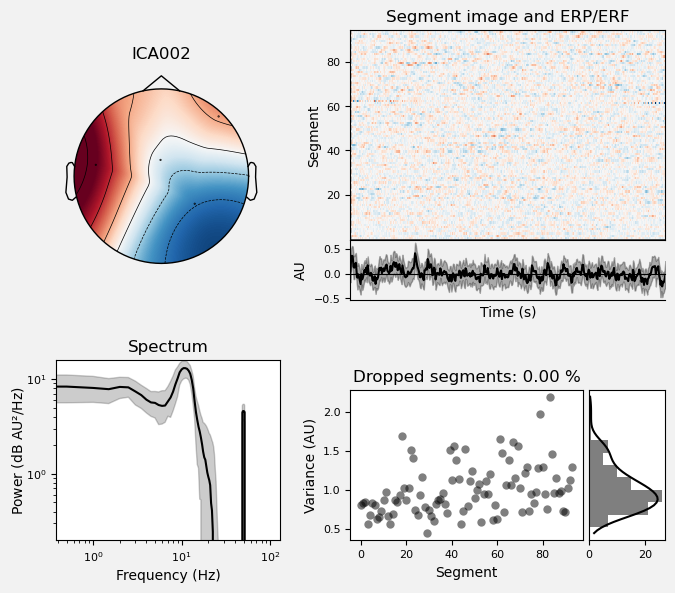 ICA002
Segment image and ERP/ERF
Segment
80
60
40
20
AU
0.5
0.0
−0.5
Time (s)
Spectrum
Power (dB AU²/Hz)
10¹
10⁰
10⁰ 10¹ 10²
Frequency (Hz)
Dropped segments: 0.00 %
Variance (AU)
2.0
1.5
1.0
0.5
0 20 40 60 80
Segment
0 20